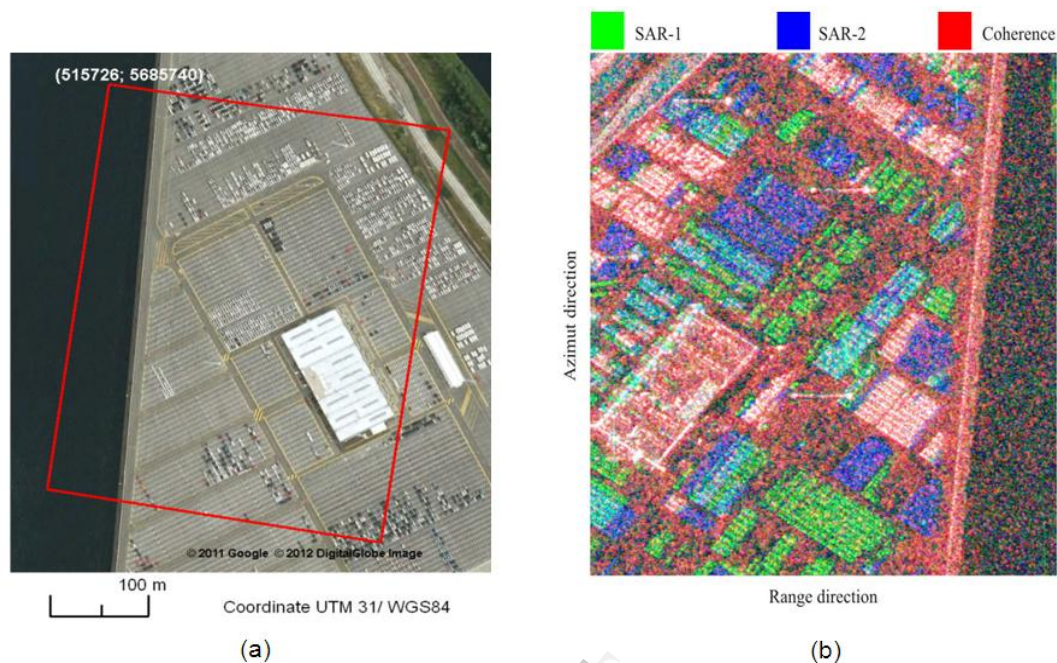 (515726; 5685740)
© 2011 Google © 2012 DigitalGlobe Image
100 m
Coordinate UTM 31/ WGS84
(a)
SAR-1
SAR-2
Coherence
Azimut direction
Range direction
(b)